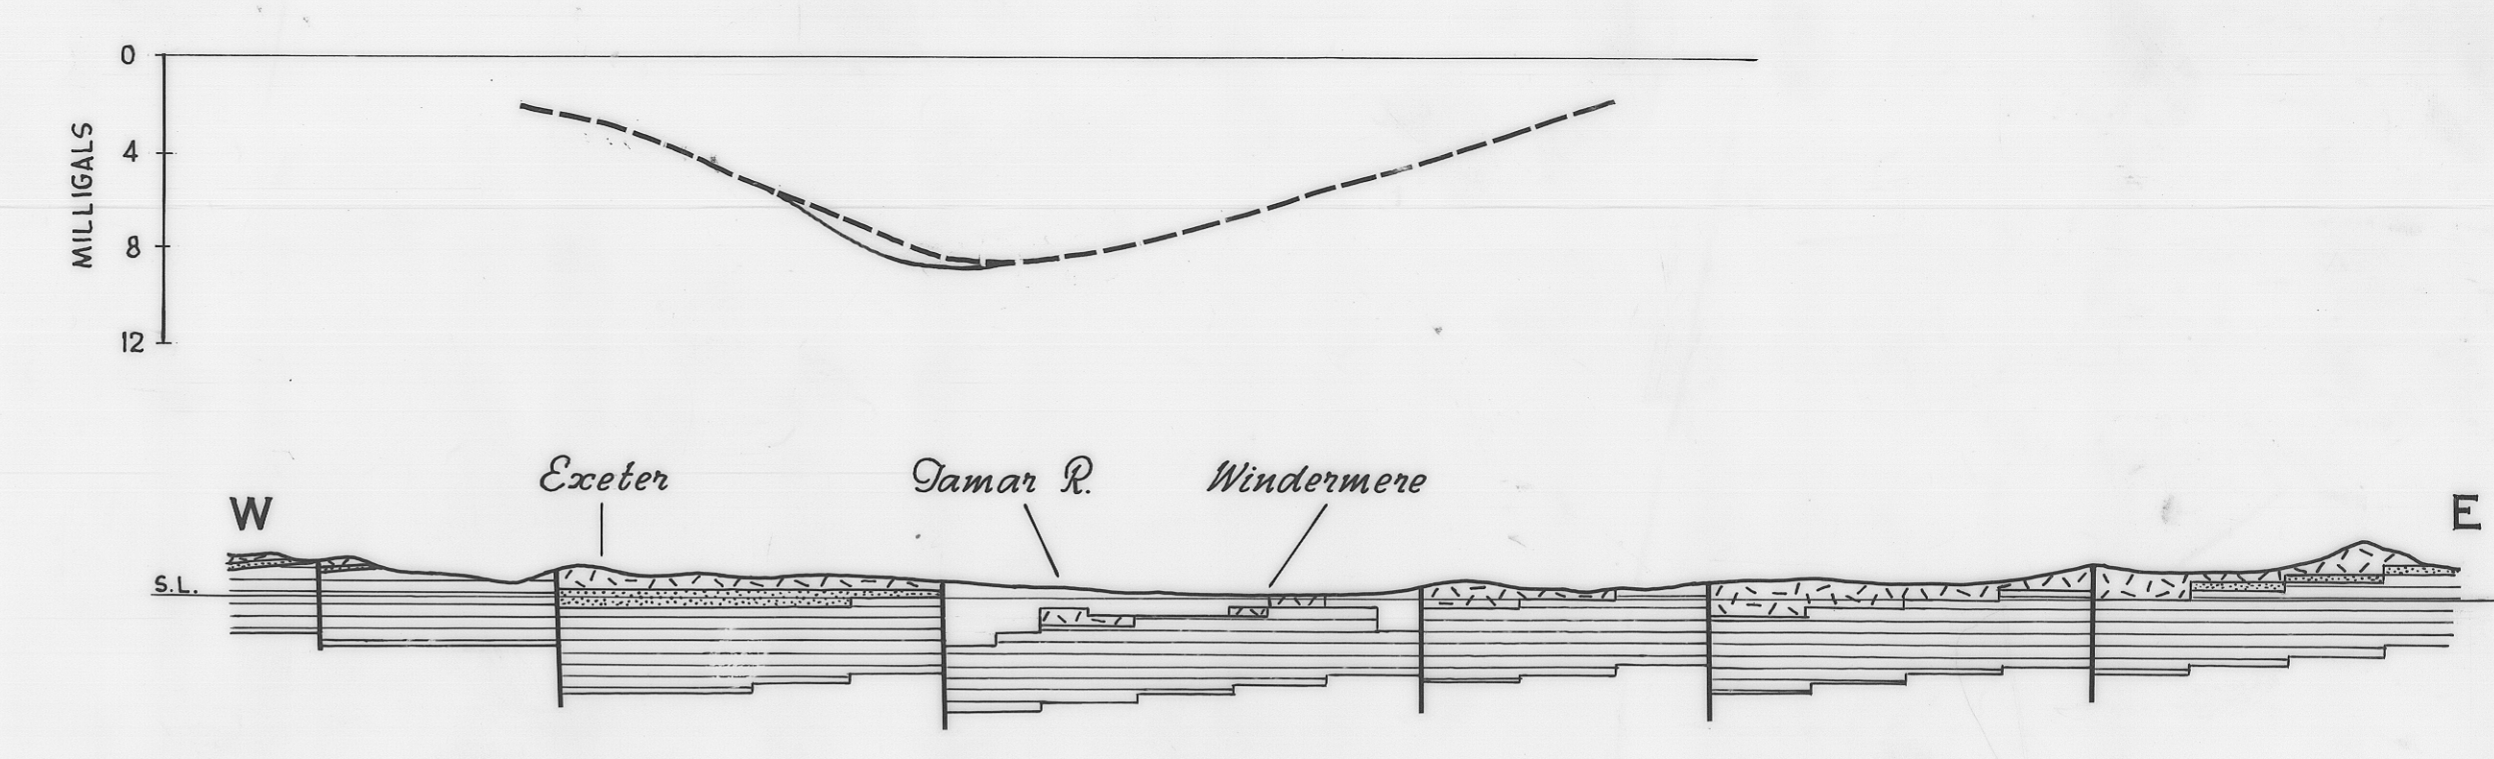 0
4
8
12
MILLIGALS
Exeter
Tamar R.
Windermere
W
E
S.L.